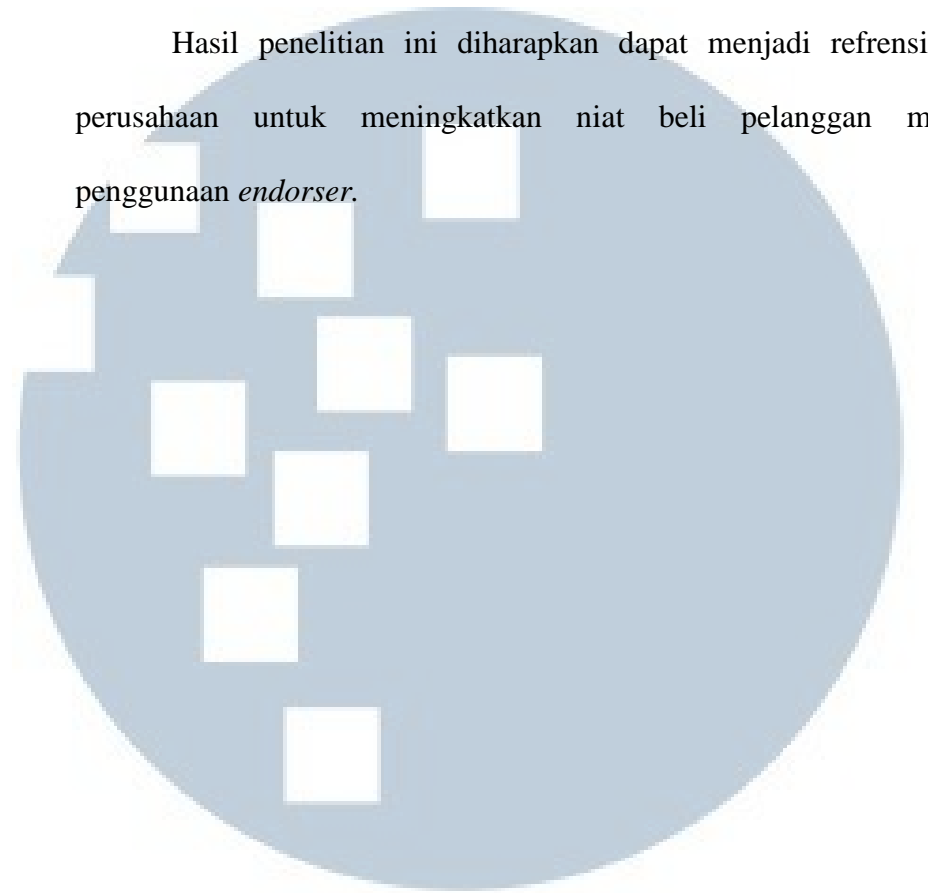 Hasil penelitian ini diharapkan dapat menjadi refrensi
perusahaan untuk meningkatkan niat beli pelanggan
penggunaan endorser.